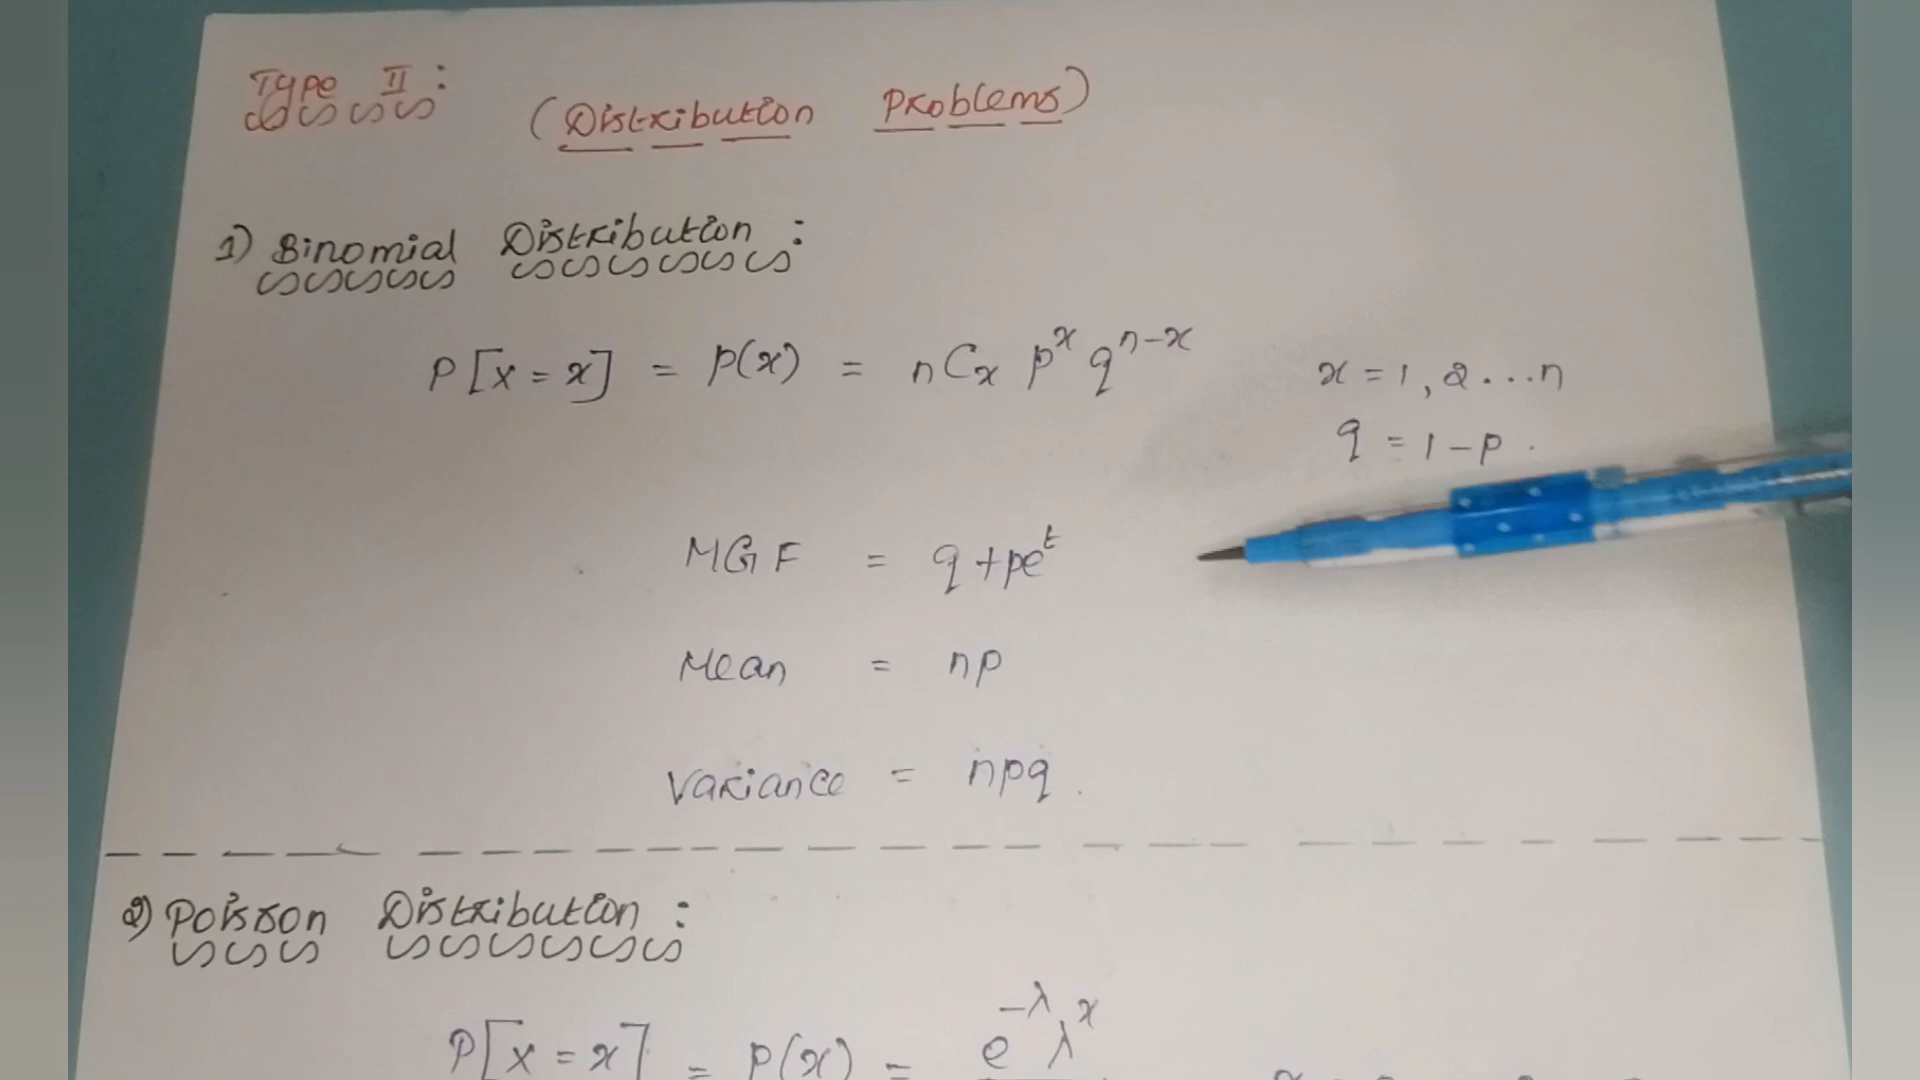 Type II :
(Distribution Problems)
1) Binomial Distribution :
P[X = x] = p(x) = nCx p^x q^n-x x = 1, 2 ... n
q = 1 - p .
MGF = q + pe^t
Mean = np
Variance = npq .
2) Poisson Distribution :
P[X = x] = P(x) = e^-λ λ^x